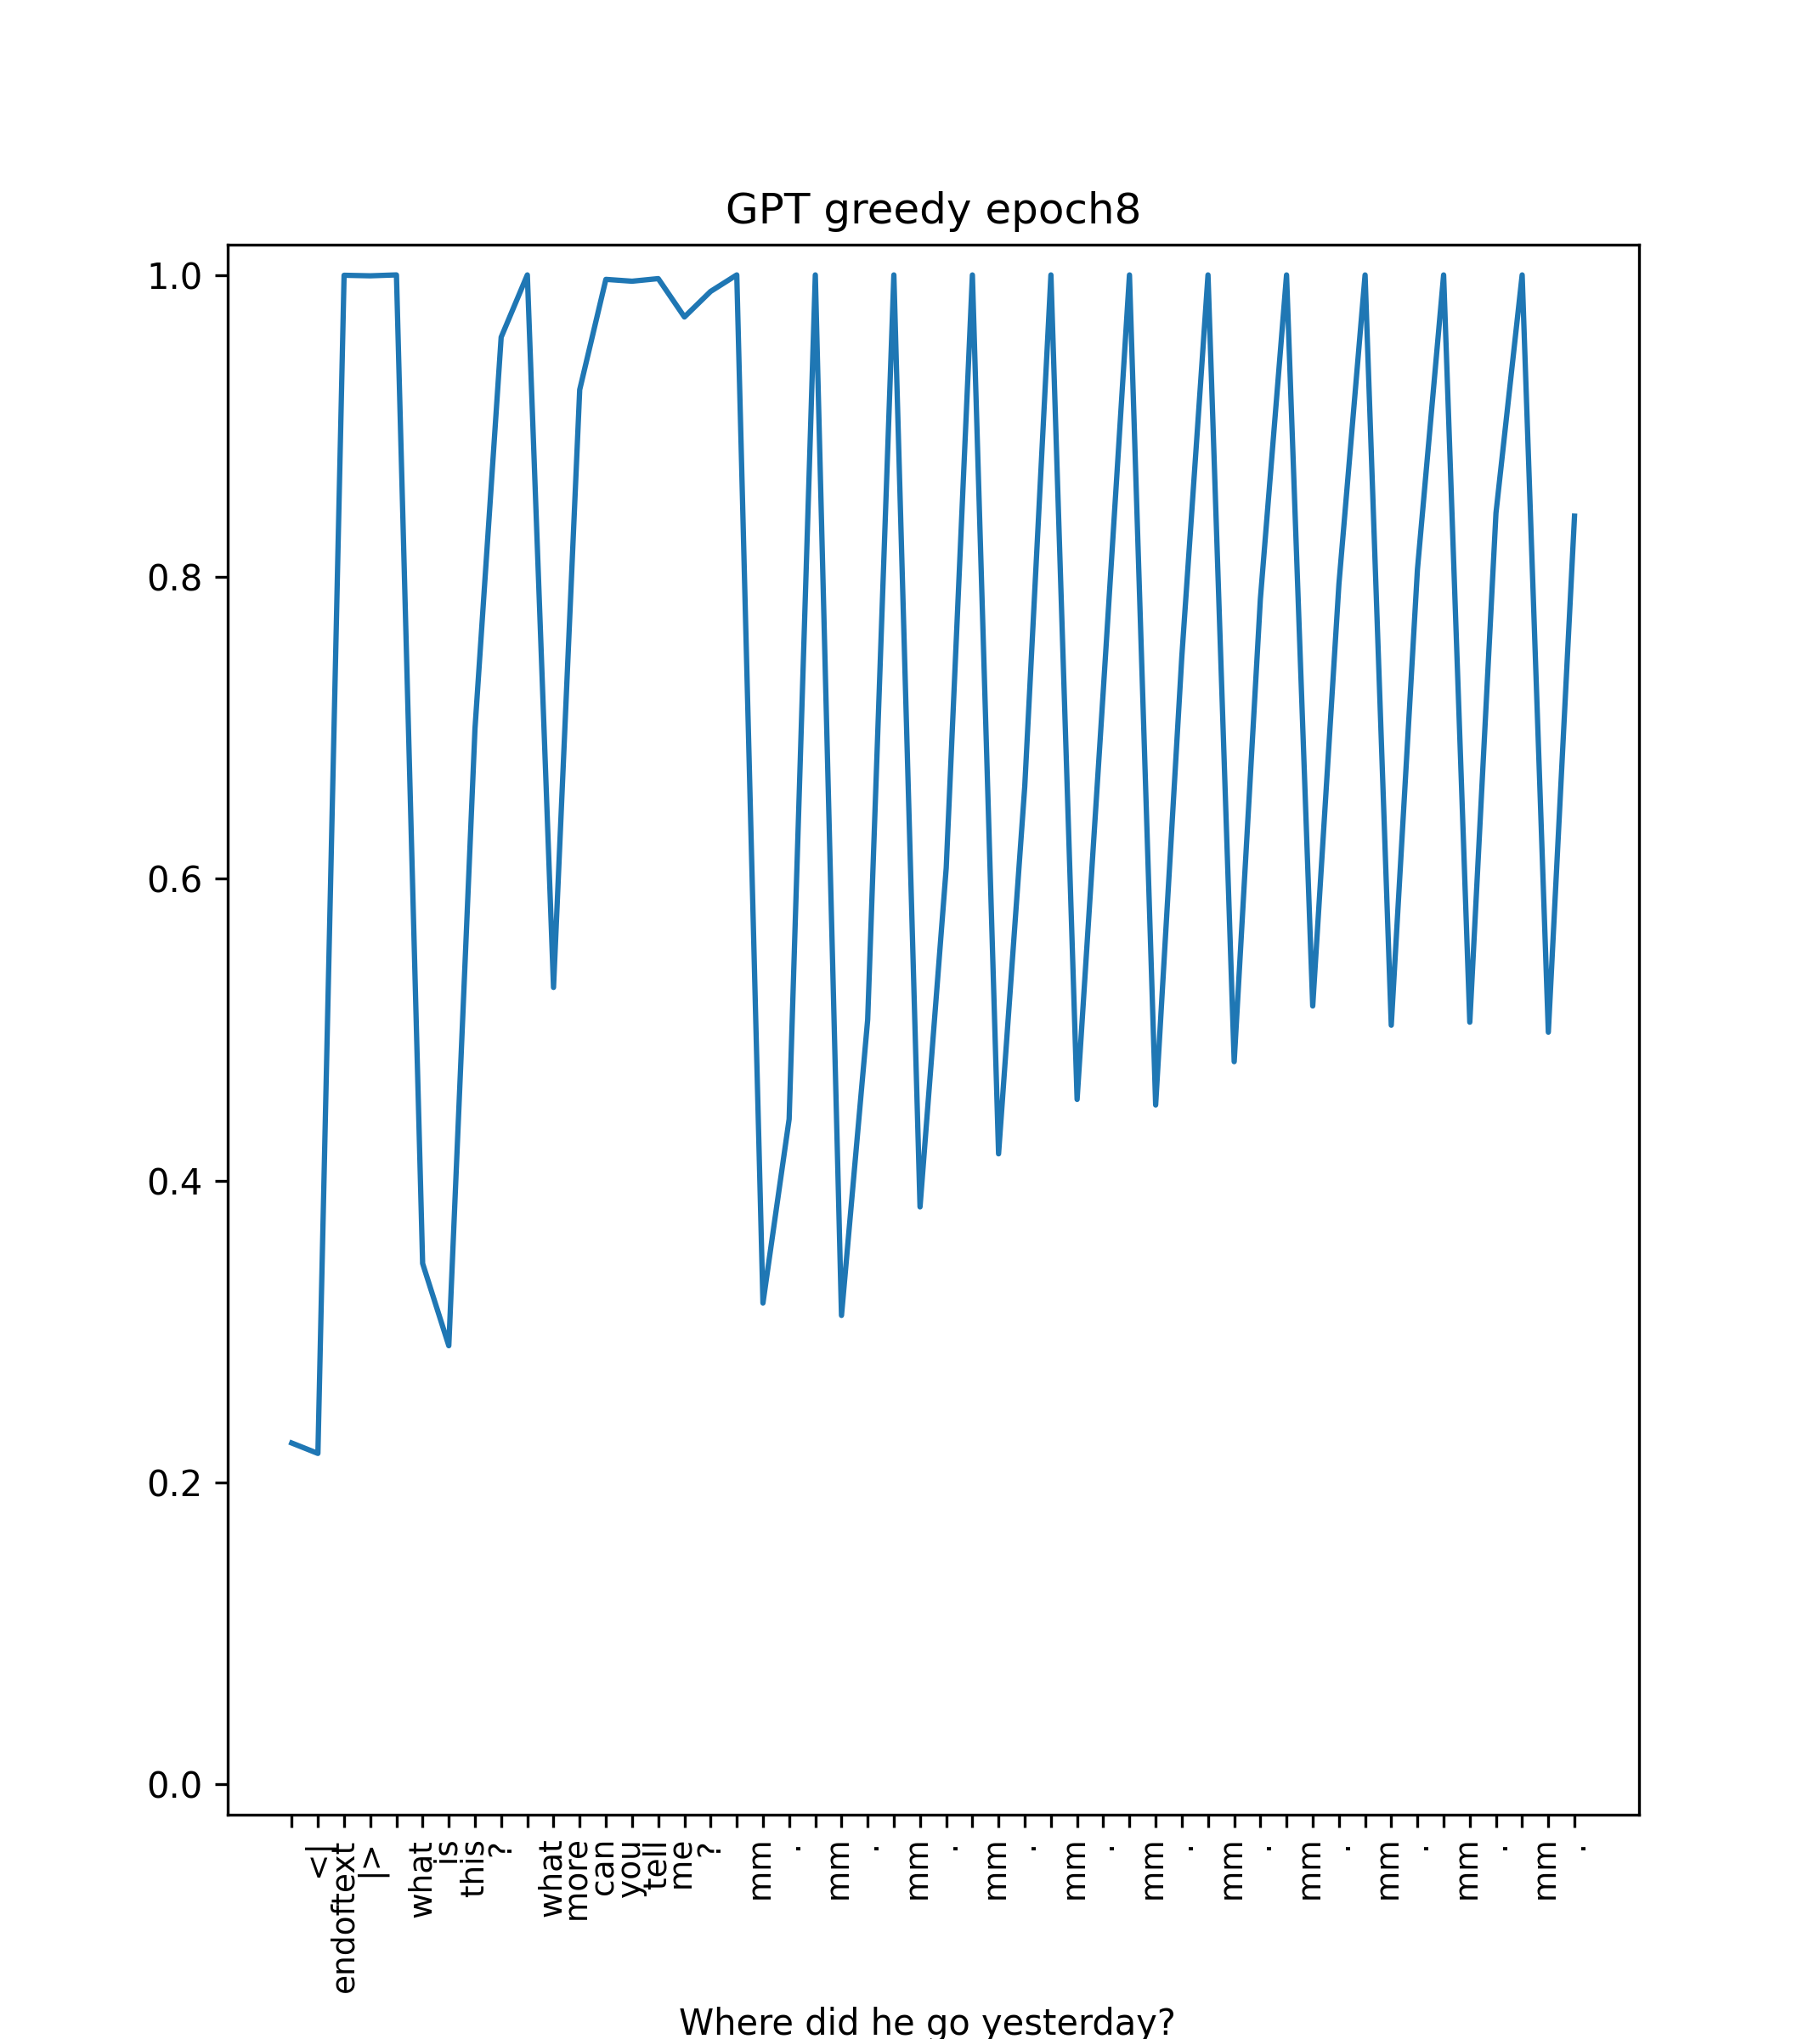 GPT greedy epoch8
1.0
0.8
0.6
0.4
0.2
0.0
<|
endoftext
|>
what
is
this
?
what
more
can
you
tell
me
?
mm
.
mm
.
mm
.
mm
.
mm
.
mm
.
mm
.
mm
.
mm
.
mm
.
mm
.
Where did he go yesterday?